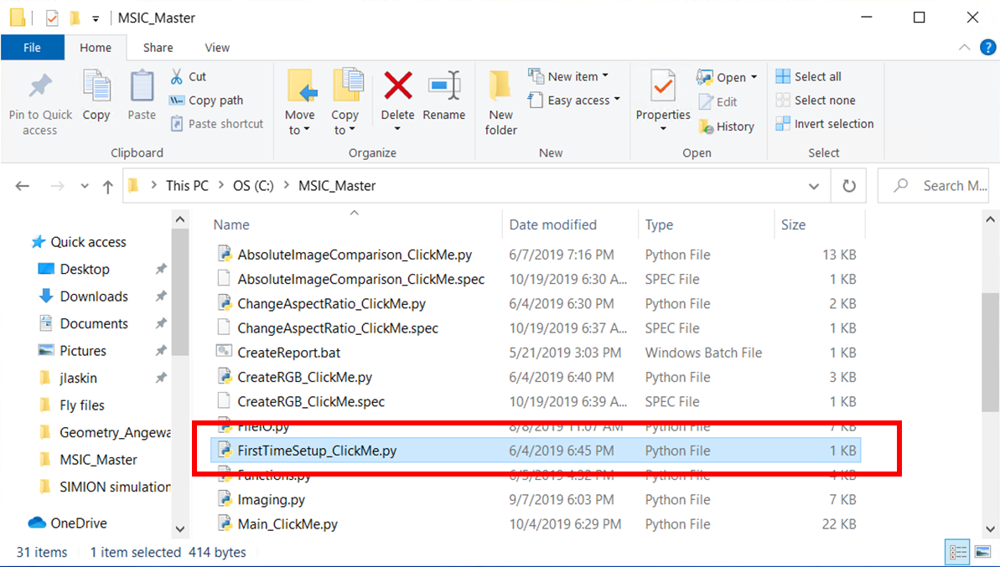 MSIC_Master
File Home Share View
Pin to Quick access
Copy
Paste
Cut
Copy path
Paste shortcut
Clipboard
Move to
Copy to
Delete
Rename
Organize
New folder
New item
Easy access
New
Properties
Open
Edit
History
Open
Select all
Select none
Invert selection
Select
This PC > OS (C:) > MSIC_Master
Search M...
Quick access
Desktop
Downloads
Documents
Pictures
jlaskin
Fly files
Geometry_Angewa
MSIC_Master
SIMION simulation
OneDrive
Name Date modified Type Size
AbsoluteImageComparison_ClickMe.py 6/7/2019 7:16 PM Python File 13 KB
AbsoluteImageComparison_ClickMe.spec 10/19/2019 6:30 A... SPEC File 1 KB
ChangeAspectRatio_ClickMe.py 6/4/2019 6:30 PM Python File 2 KB
ChangeAspectRatio_ClickMe.spec 10/19/2019 6:37 A... SPEC File 1 KB
CreateReport.bat 5/21/2019 3:03 PM Windows Batch File 1 KB
CreateRGB_ClickMe.py 6/4/2019 6:40 PM Python File 3 KB
CreateRGB_ClickMe.spec 10/19/2019 6:39 A... SPEC File 1 KB
FileIO.py 8/8/2019 11:07 AM Python File 7 KB
FirstTimeSetup_ClickMe.py 6/4/2019 6:45 PM Python File 1 KB
Functions.py 6/5/2019 4:32 PM Python File 4 KB
Imaging.py 9/7/2019 6:03 PM Python File 7 KB
Main_ClickMe.py 10/4/2019 6:29 PM Python File 22 KB
31 items 1 item selected 414 bytes